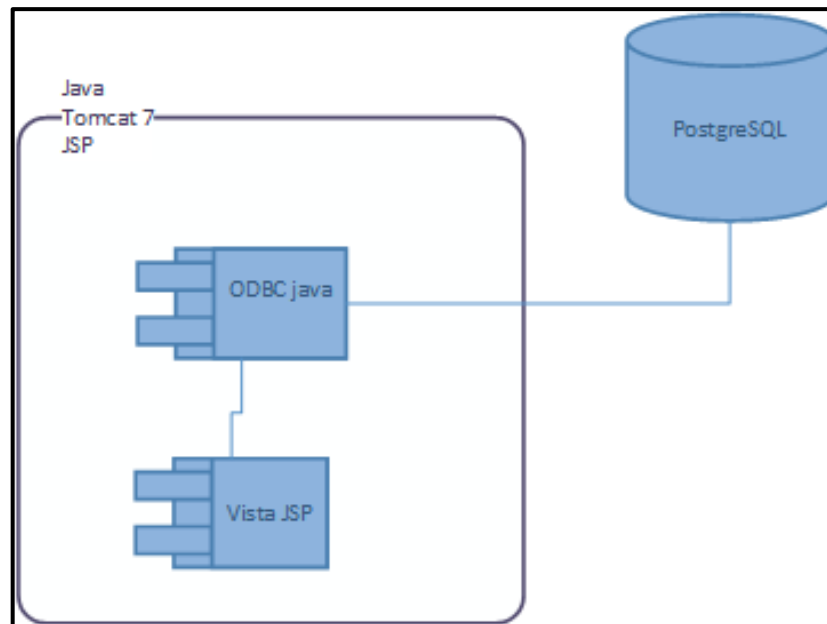 Java
Tomcat 7
JSP
PostgreSQL
ODBC java
Vista JSP